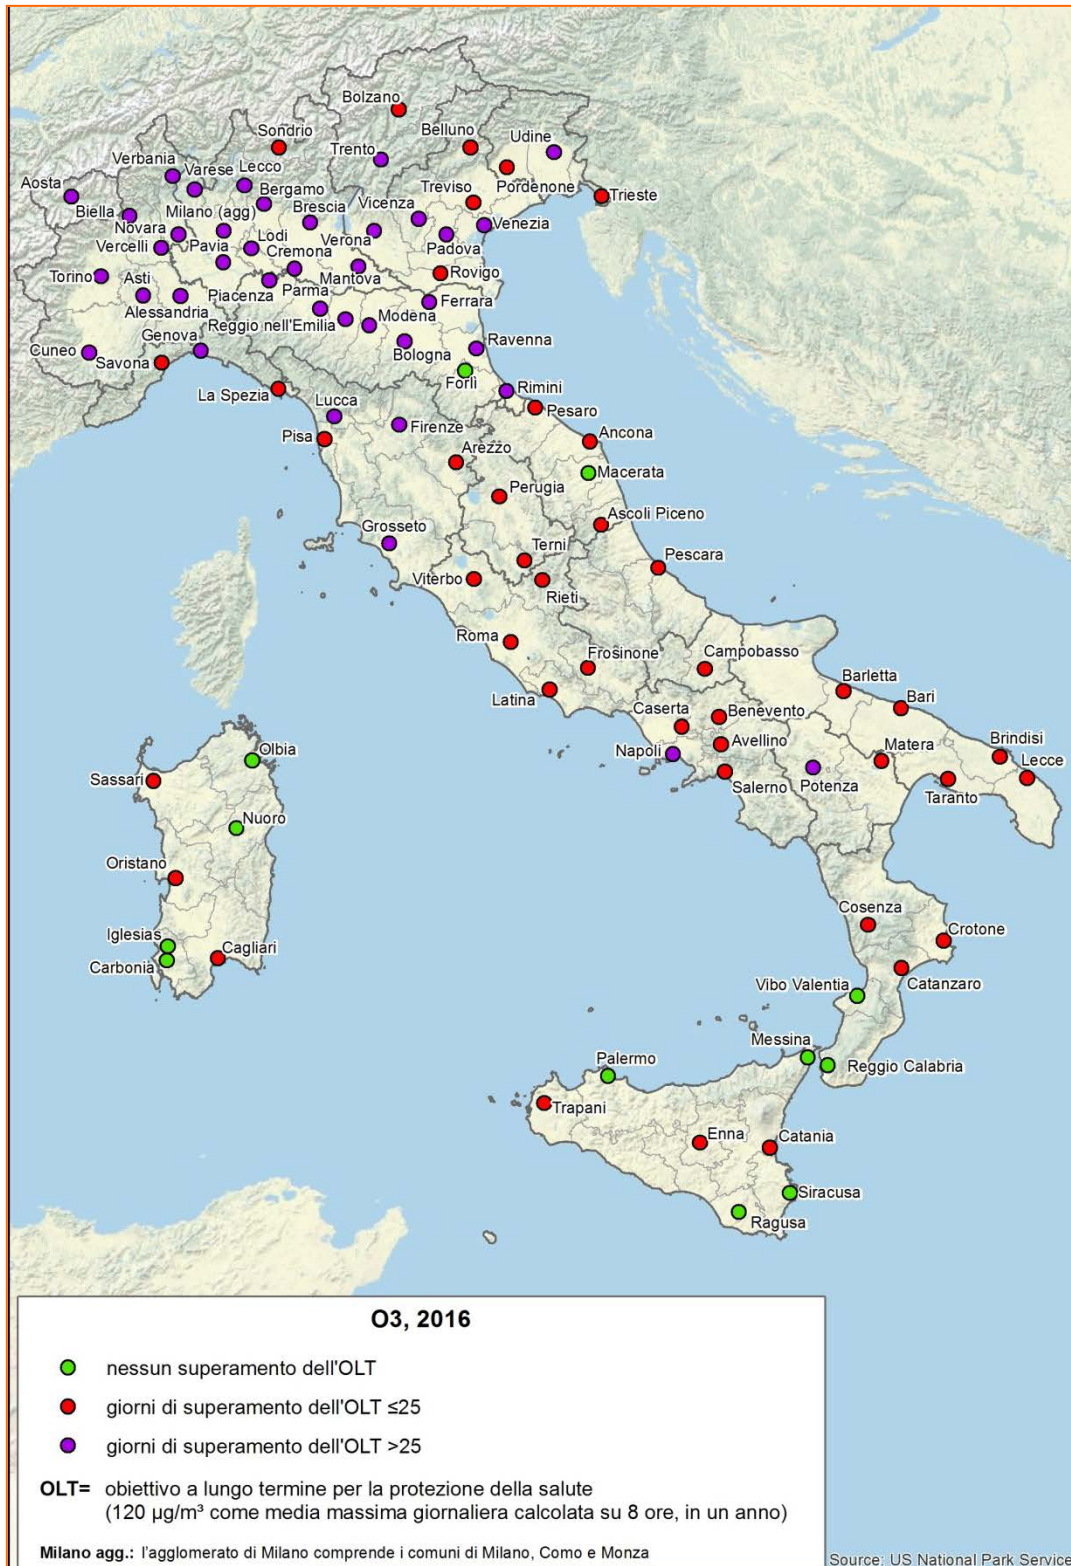 Bolzano
Sondrio
Belluno
Udine
Trento
Verbania
Varese
Lecco
Aosta
Bergamo
Treviso
Pordenone
Trieste
Biella
Milano (agg)
Brescia
Vicenza
Novara
Venezia
Vercelli
Pavia
Lodi
Verona
Padova
Cremona
Torino
Asti
Mantova
Rovigo
Piacenza
Parma
Alessandria
Ferrara
Reggio nell'Emilia
Modena
Genova
Cuneo
Savona
Bologna
Ravenna
Forlì
La Spezia
Lucca
Rimini
Firenze
Pesaro
Pisa
Arezzo
Ancona
Macerata
Perugia
Ascoli Piceno
Grosseto
Terni
Pescara
Viterbo
Rieti
Roma
Frosinone
Campobasso
Latina
Barletta
Caserta
Benevento
Bari
Napoli
Avellino
Matera
Brindisi
Olbia
Lecce
Sassari
Salerno
Potenza
Taranto
Nuoro
Oristano
Cosenza
Iglesias
Crotone
Carbonia
Cagliari
Vibo Valentia
Catanzaro
Messina
Palermo
Reggio Calabria
Trapani
Enna
Catania
Siracusa
Ragusa
O3, 2016
nessun superamento dell'OLT
giorni di superamento dell'OLT ≤25
giorni di superamento dell'OLT >25
OLT= obiettivo a lungo termine per la protezione della salute
(120 µg/m³ come media massima giornaliera calcolata su 8 ore, in un anno)
Milano agg.: l'agglomerato di Milano comprende i comuni di Milano, Como e Monza
Source: US National Park Service